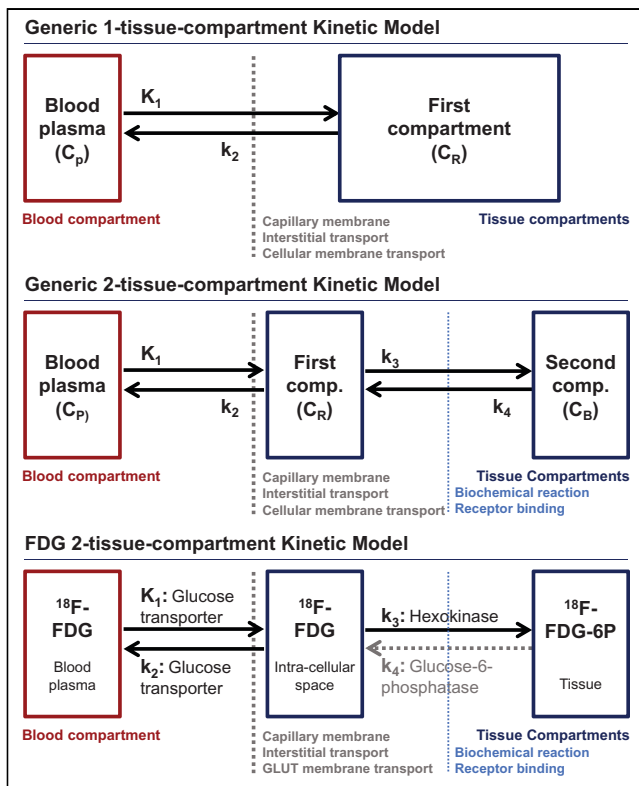 Generic 1-tissue-compartment Kinetic Model
Blood
plasma
(Cp)
K1
k2
First
compartment
(CR)
Blood compartment
Capillary membrane
Interstitial transport
Cellular membrane transport
Tissue compartments
Generic 2-tissue-compartment Kinetic Model
Blood
plasma
(CP)
K1
k2
First
comp.
(CR)
k3
k4
Second
comp.
(CB)
Blood compartment
Capillary membrane
Interstitial transport
Cellular membrane transport
Tissue Compartments
Biochemical reaction
Receptor binding
FDG 2-tissue-compartment Kinetic Model
18F-
FDG
Blood
plasma
K1: Glucose
transporter
k2: Glucose
transporter
18F-
FDG
Intra-cellular
space
k3: Hexokinase
k4: Glucose-6-
phosphatase
18F-
FDG-6P
Tissue
Blood compartment
Capillary membrane
Interstitial transport
GLUT membrane transport
Tissue Compartments
Biochemical reaction
Receptor binding